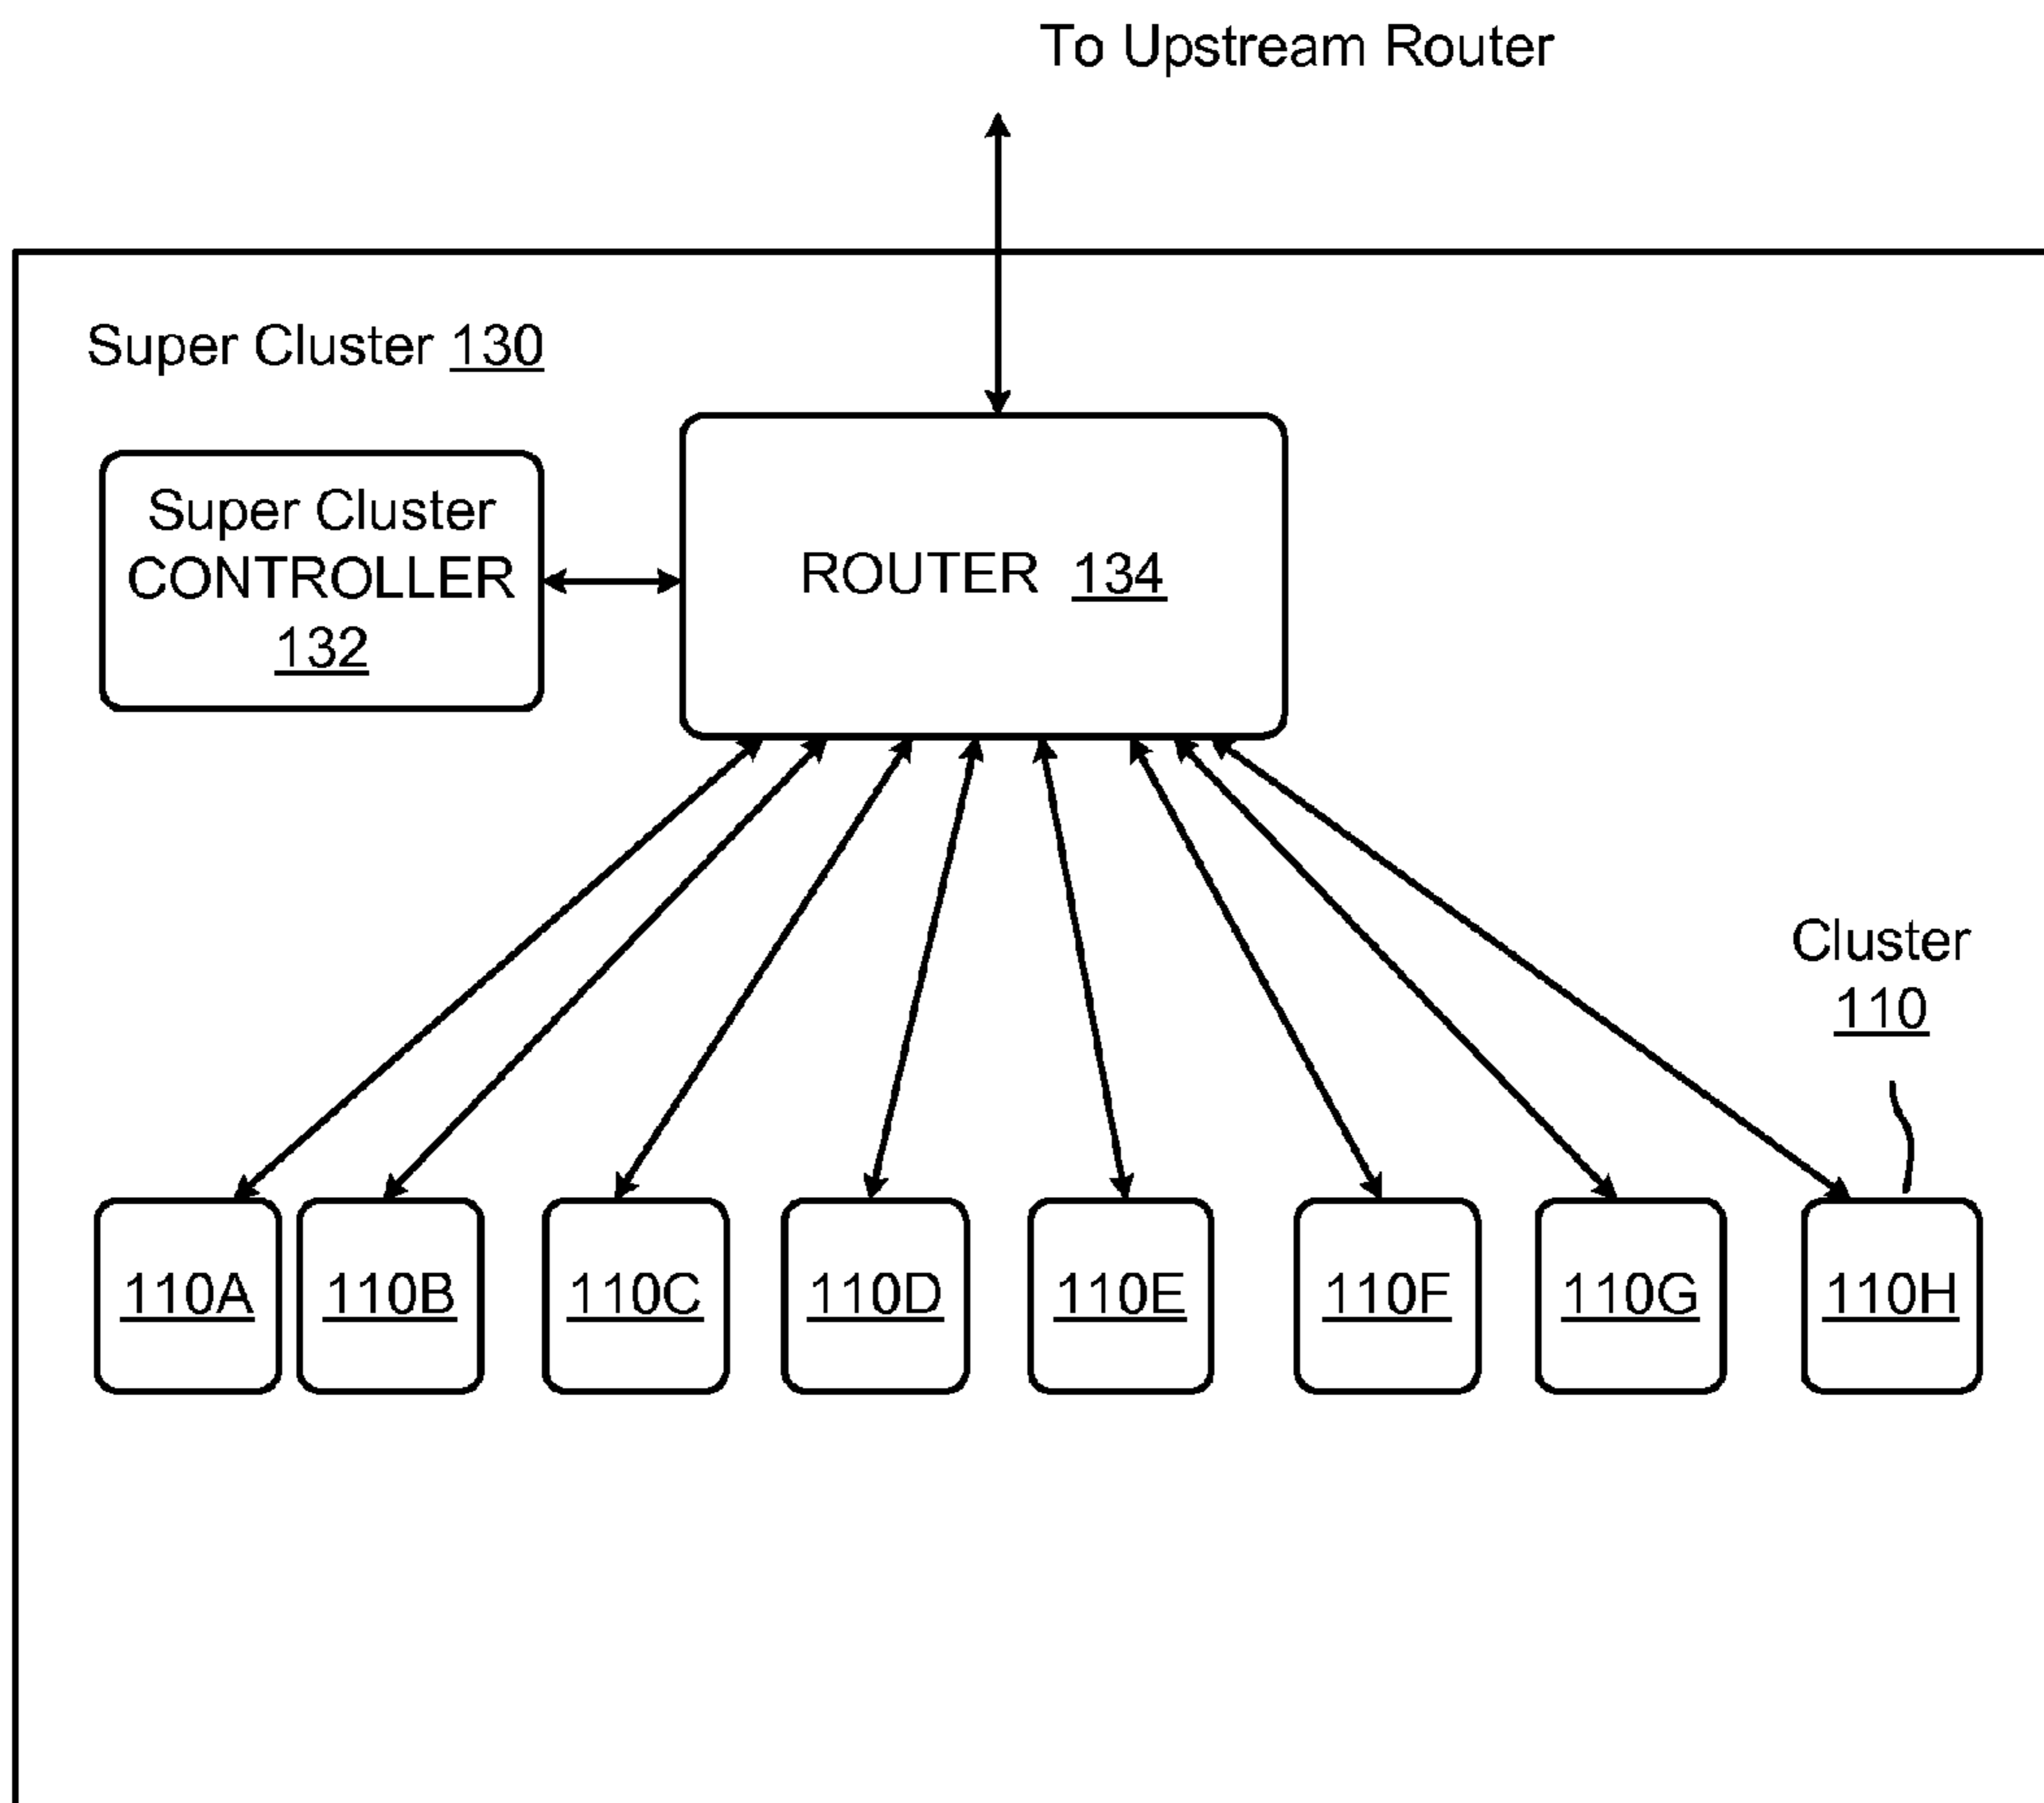 To Upstream Router
Super Cluster 130
Super Cluster
CONTROLLER
132
ROUTER 134
Cluster
110
110A 110B 110C 110D 110E 110F 110G 110H